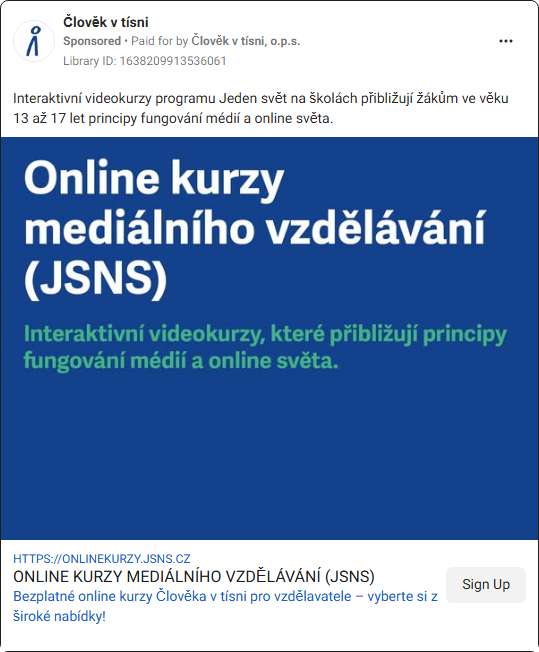 Člověk v tísni
Sponsored • Paid for by Člověk v tísni, o.p.s.
Library ID: 1638209913536061
Interaktivní videokurzy programu Jeden svět na školách přibližují žákům ve věku
13 až 17 let principy fungování médií a online světa.
Online kurzy
mediálního vzdělávání
(JSNS)
Interaktivní videokurzy, které přibližují principy
fungování médií a online světa.
HTTPS://ONLINEKURZY.JSNS.CZ
ONLINE KURZY MEDIÁLNÍHO VZDĚLÁVÁNÍ (JSNS)
Bezplatné online kurzy Člověka v tísni pro vzdělavatele – vyberte si z
široké nabídky!
Sign Up